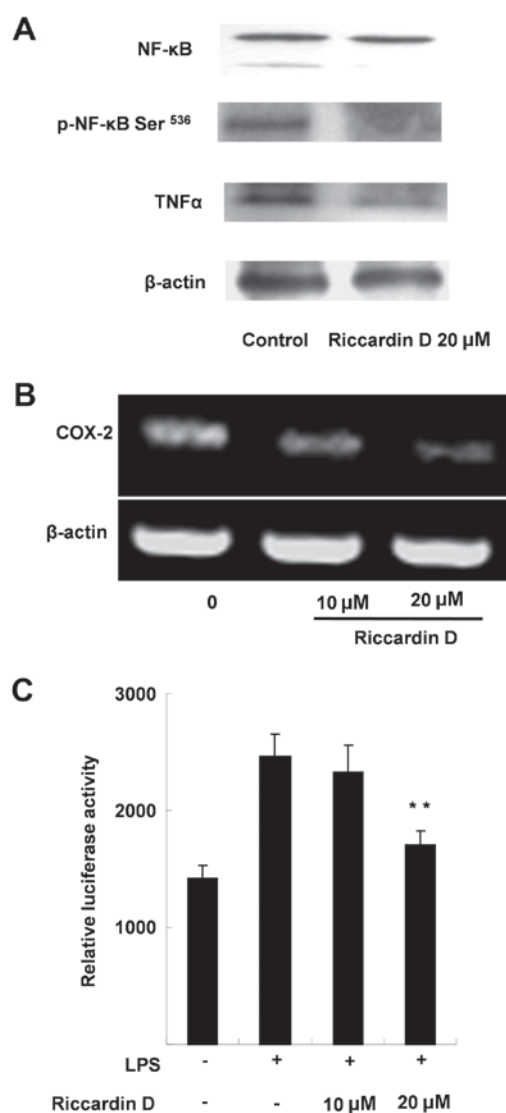 A
NF-κB
p-NF-κB Ser 536
TNFα
β-actin
Control Riccardin D 20 μM
B
COX-2
β-actin
0 10 μM 20 μM
Riccardin D
C
3000
2000
1000
Relative luciferase activity
**
LPS - + + +
Riccardin D - - 10 μM 20 μM